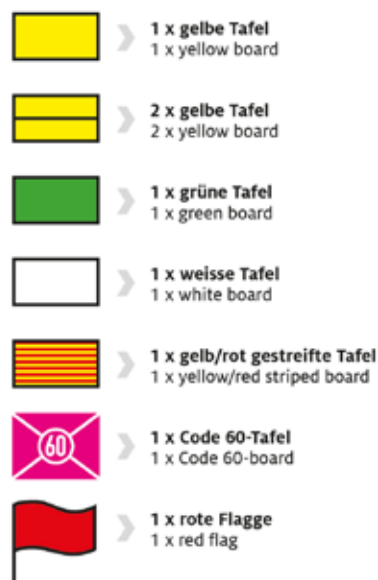 1 x gelbe Tafel
1 x yellow board
2 x gelbe Tafel
2 x yellow board
1 x grüne Tafel
1 x green board
1 x weisse Tafel
1 x white board
1 x gelb/rot gestreifte Tafel
1 x yellow/red striped board
60
1 x Code 60-Tafel
1 x Code 60-board
1 x rote Flagge
1 x red flag